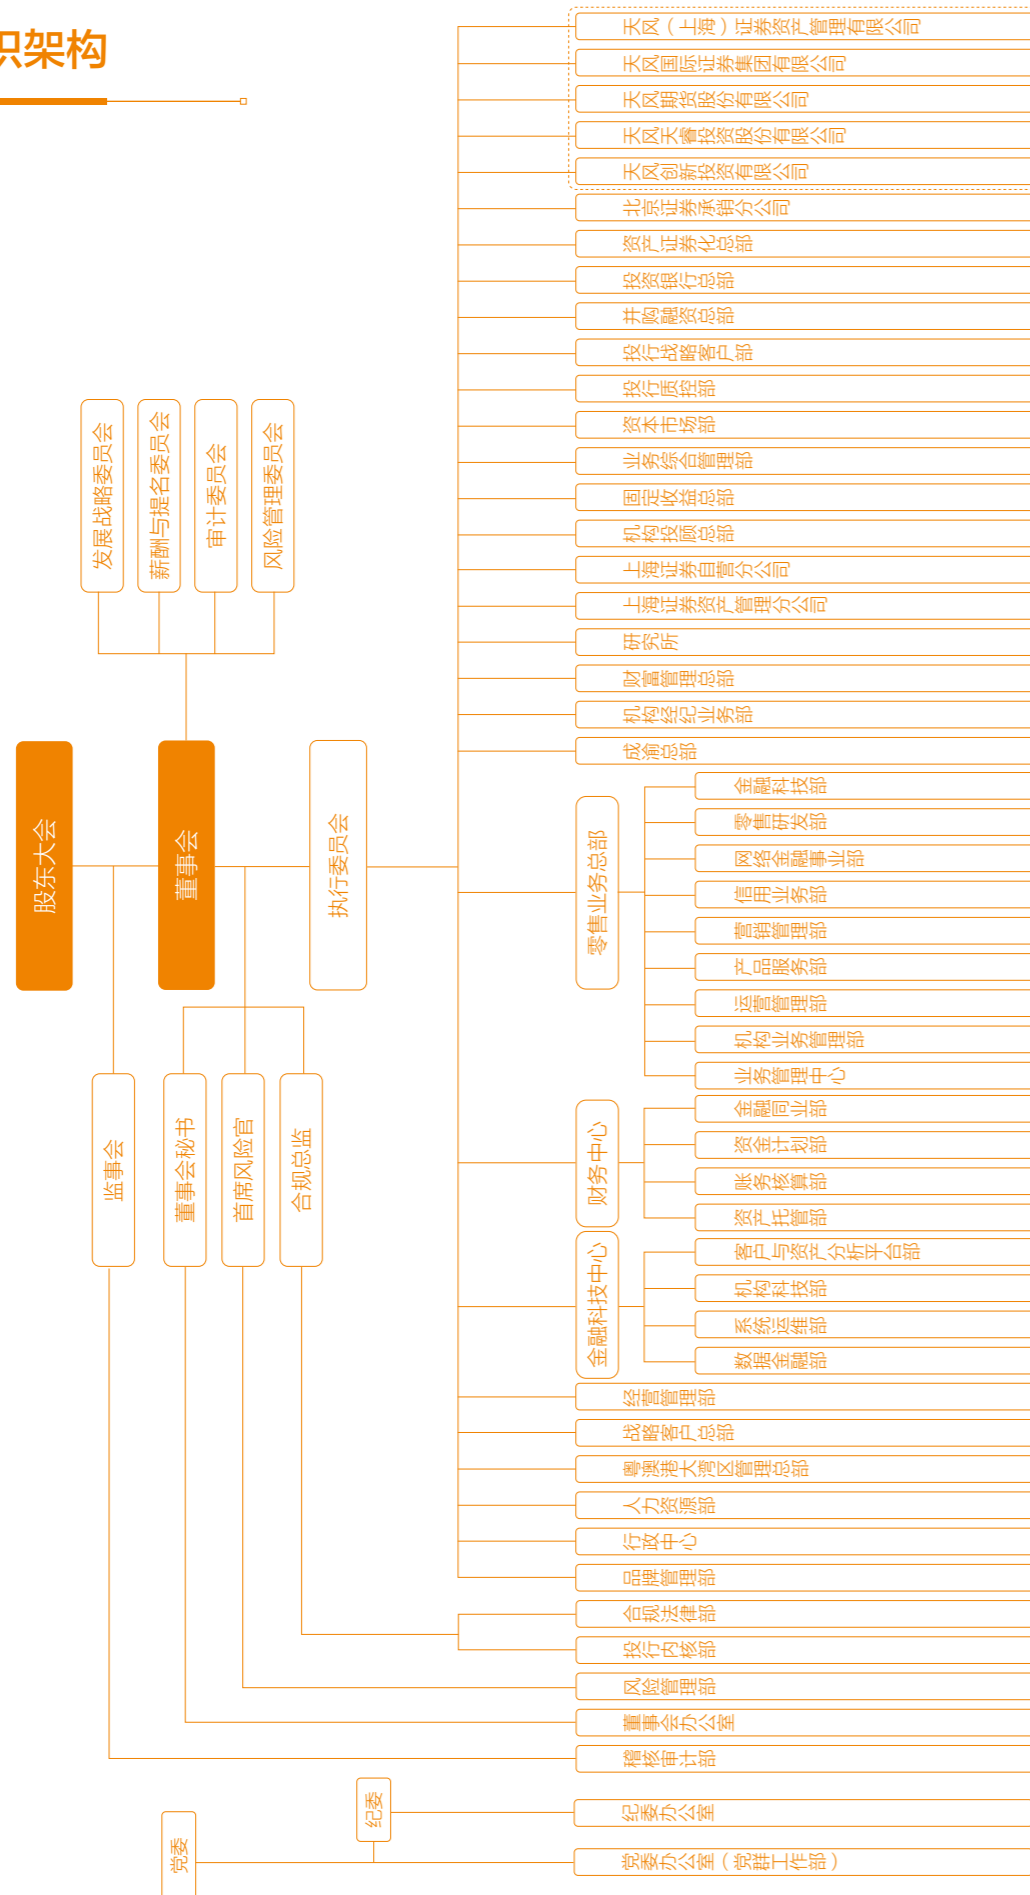 织架构
天风（上海）证券资产管理有限公司
天风国际证券集团有限公司
天风期货股份有限公司
天风天睿投资股份有限公司
天风创新投资有限公司
北京证券承销分公司
资产证券化总部
投资银行总部
并购融资总部
投行战略客户部
投行质控部
资本市场部
业务综合管理部
固定收益总部
机构投顾总部
上海证券自营分公司
上海证券资产管理分公司
研究所
财富管理总部
机构经纪业务部
成渝总部
发展战略委员会
薪酬与提名委员会
审计委员会
风险管理委员会
股东大会
董事会
执行委员会
零售业务总部
金融科技部
零售研发部
网络金融事业部
信用业务部
营销管理部
产品服务部
运营管理部
机构业务管理部
业务管理中心
监事会
董事会秘书
首席风险官
合规总监
财务中心
金融同业部
资金计划部
账务核算部
资产托管部
金融科技中心
客户与资产分析平台部
机构科技部
系统运维部
数据金融部
经营管理部
战略客户总部
粤澳港大湾区管理总部
人力资源部
行政中心
品牌管理部
合规法律部
投行内核部
风险管理部
董事会办公室
稽核审计部
纪委
纪委办公室
党委
党委办公室（党群工作部）